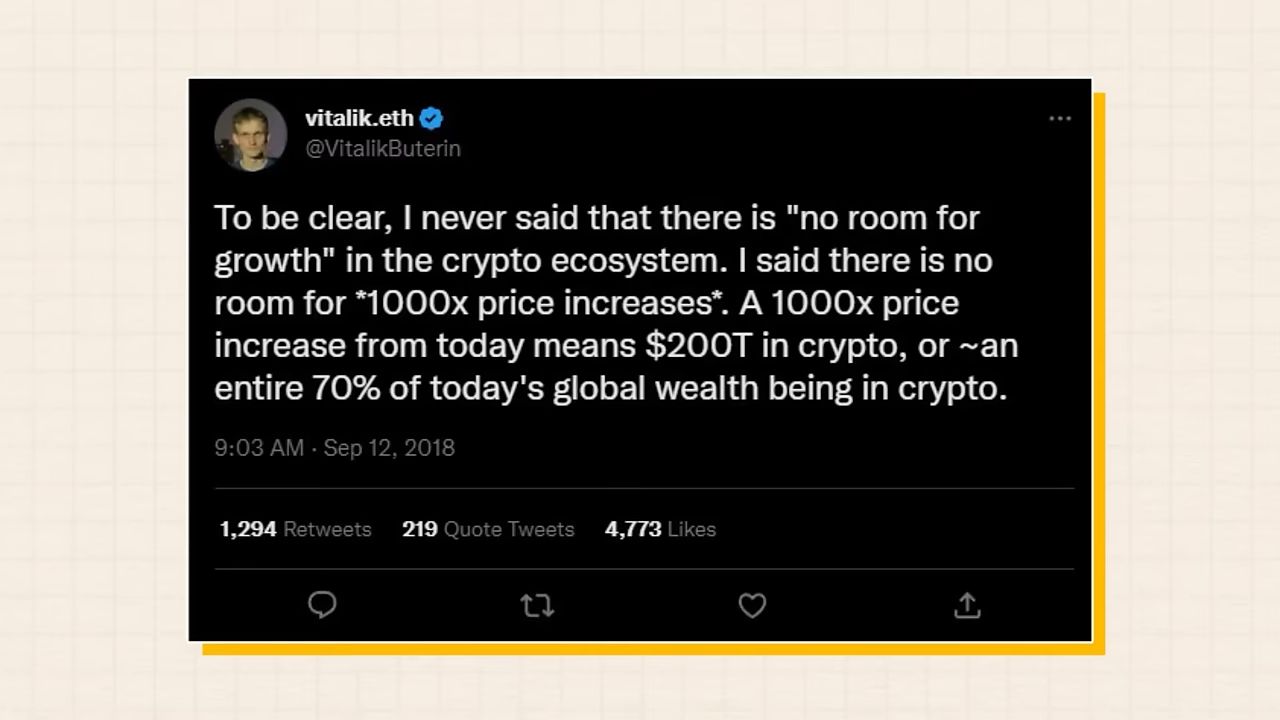 vitalik.eth
@VitalikButerin
To be clear, I never said that there is "no room for
growth" in the crypto ecosystem. I said there is no
room for *1000x price increases*. A 1000x price
increase from today means $200T in crypto, or ~an
entire 70% of today's global wealth being in crypto.
9:03 AM · Sep 12, 2018
1,294 Retweets 219 Quote Tweets 4,773 Likes